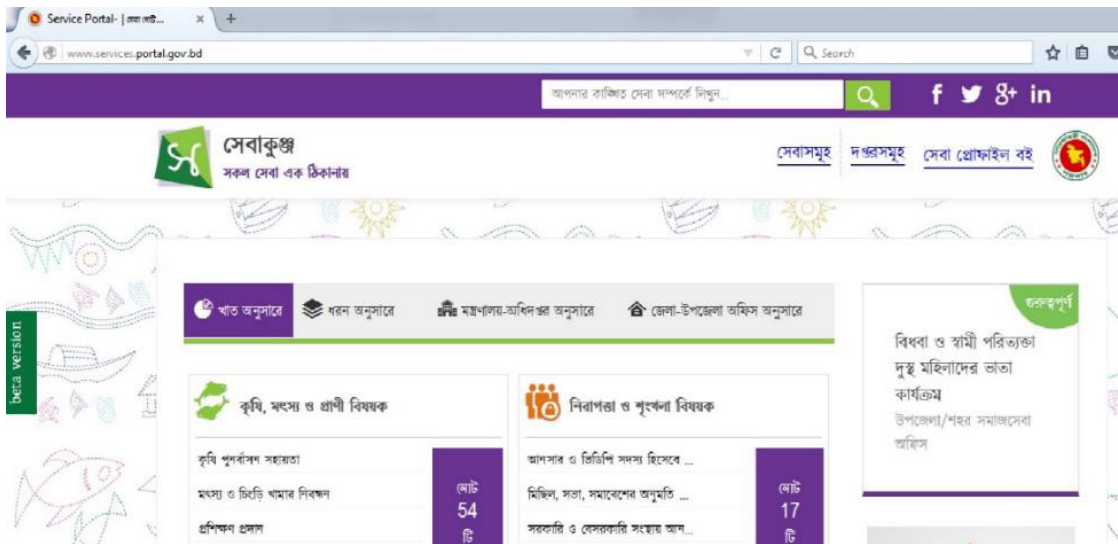 Service Portal- | সেবা পোর্ট... × +
www.services.portal.gov.bd
Search
আপনার কাঙ্ক্ষিত সেবা সম্পর্কে লিখুন...
f 8+ in
সেবাকুঞ্জ
সকল সেবা এক ঠিকানায়
সেবাসমূহ দপ্তরসমূহ সেবা প্রোফাইল বই
beta version
খাত অনুসারে ধরন অনুসারে মন্ত্রণালয়-অধিদপ্তর অনুসারে জেলা-উপজেলা অফিস অনুসারে
কৃষি, মৎস্য ও প্রাণী বিষয়ক
কৃষি পুনর্বাসন সহায়তা
মৎস্য ও চিংড়ি খামার নিবন্ধন
প্রশিক্ষণ প্রদান
মোট
54
টি
নিরাপত্তা ও শৃংখলা বিষয়ক
আনসার ও ভিডিপি সদস্য হিসেবে ...
মিছিল, সভা, সমাবেশের অনুমতি ...
সরকারি ও বেসরকারি সংস্থায় আন...
মোট
17
টি
গুরুত্বপূর্ণ
বিধবা ও স্বামী পরিত্যক্তা
দুস্থ মহিলাদের ভাতা
কার্যক্রম
উপজেলা/শহর সমাজসেবা
অফিস